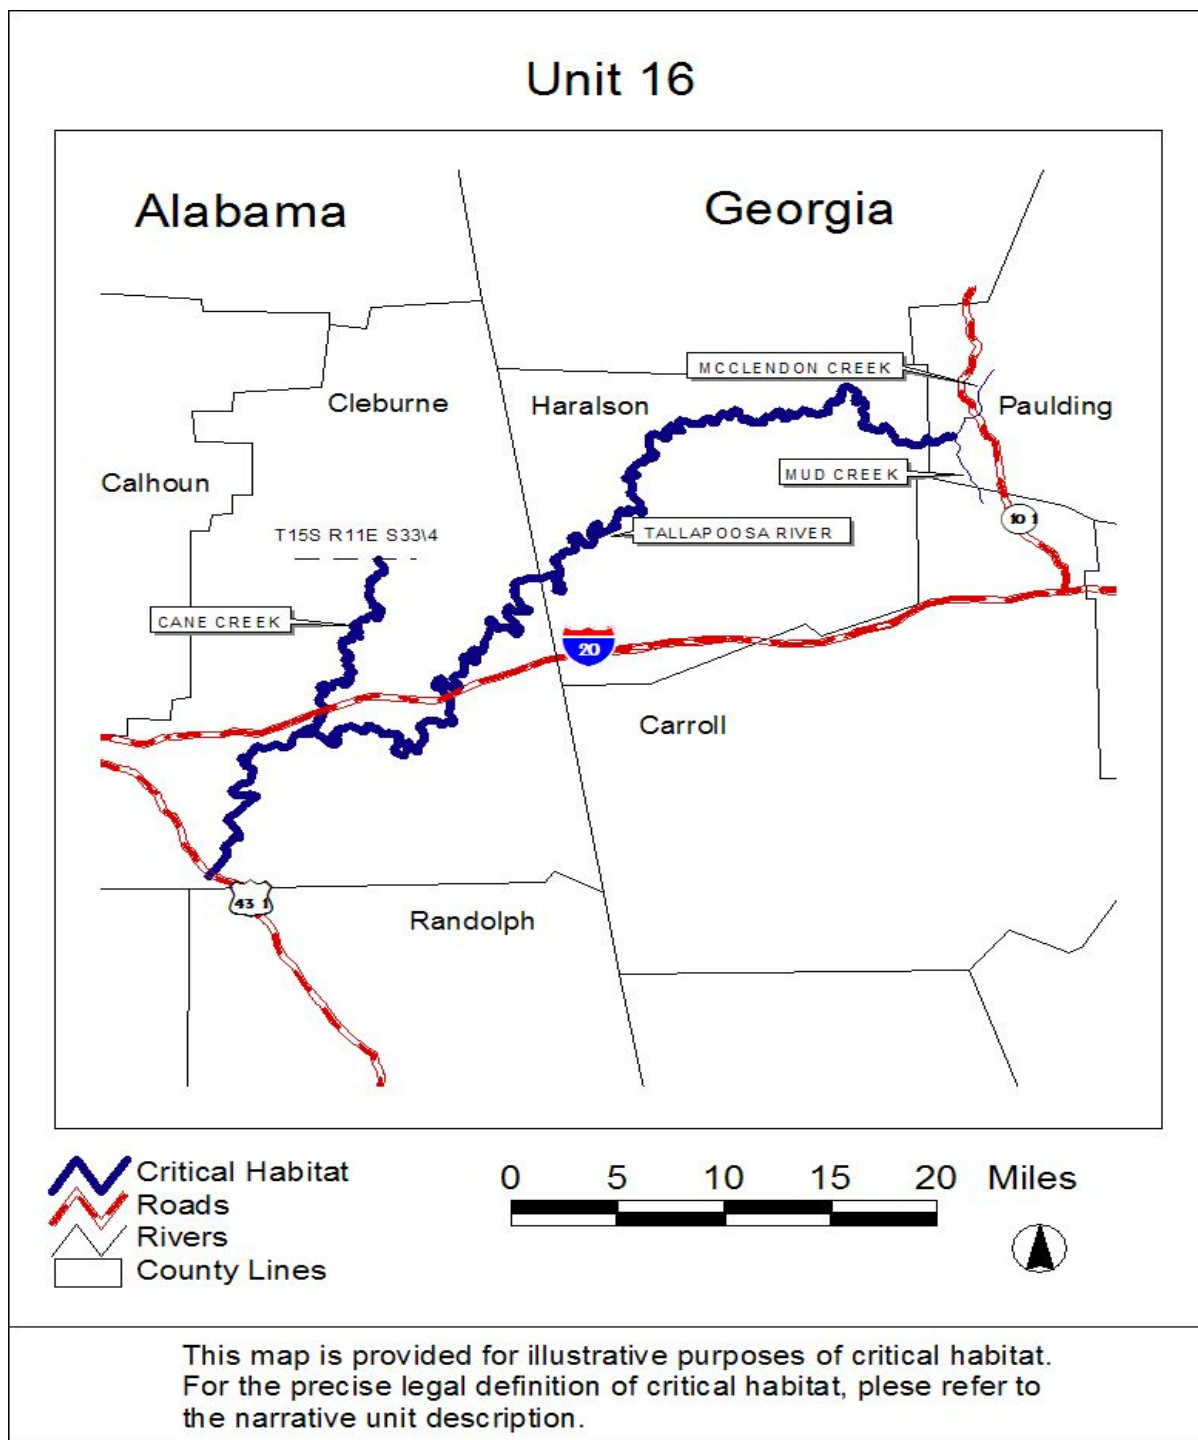 Unit 16
Alabama
Georgia
MCCLENDON CREEK
Cleburne
Haralson
Paulding
Calhoun
MUD CREEK
T15S R11E S33\4
TALLAPOOSA RIVER
101
CANE CREEK
20
Carroll
431
Randolph
Critical Habitat
Roads
Rivers
County Lines
0 5 10 15 20 Miles
This map is provided for illustrative purposes of critical habitat.
For the precise legal definition of critical habitat, plese refer to
the narrative unit description.